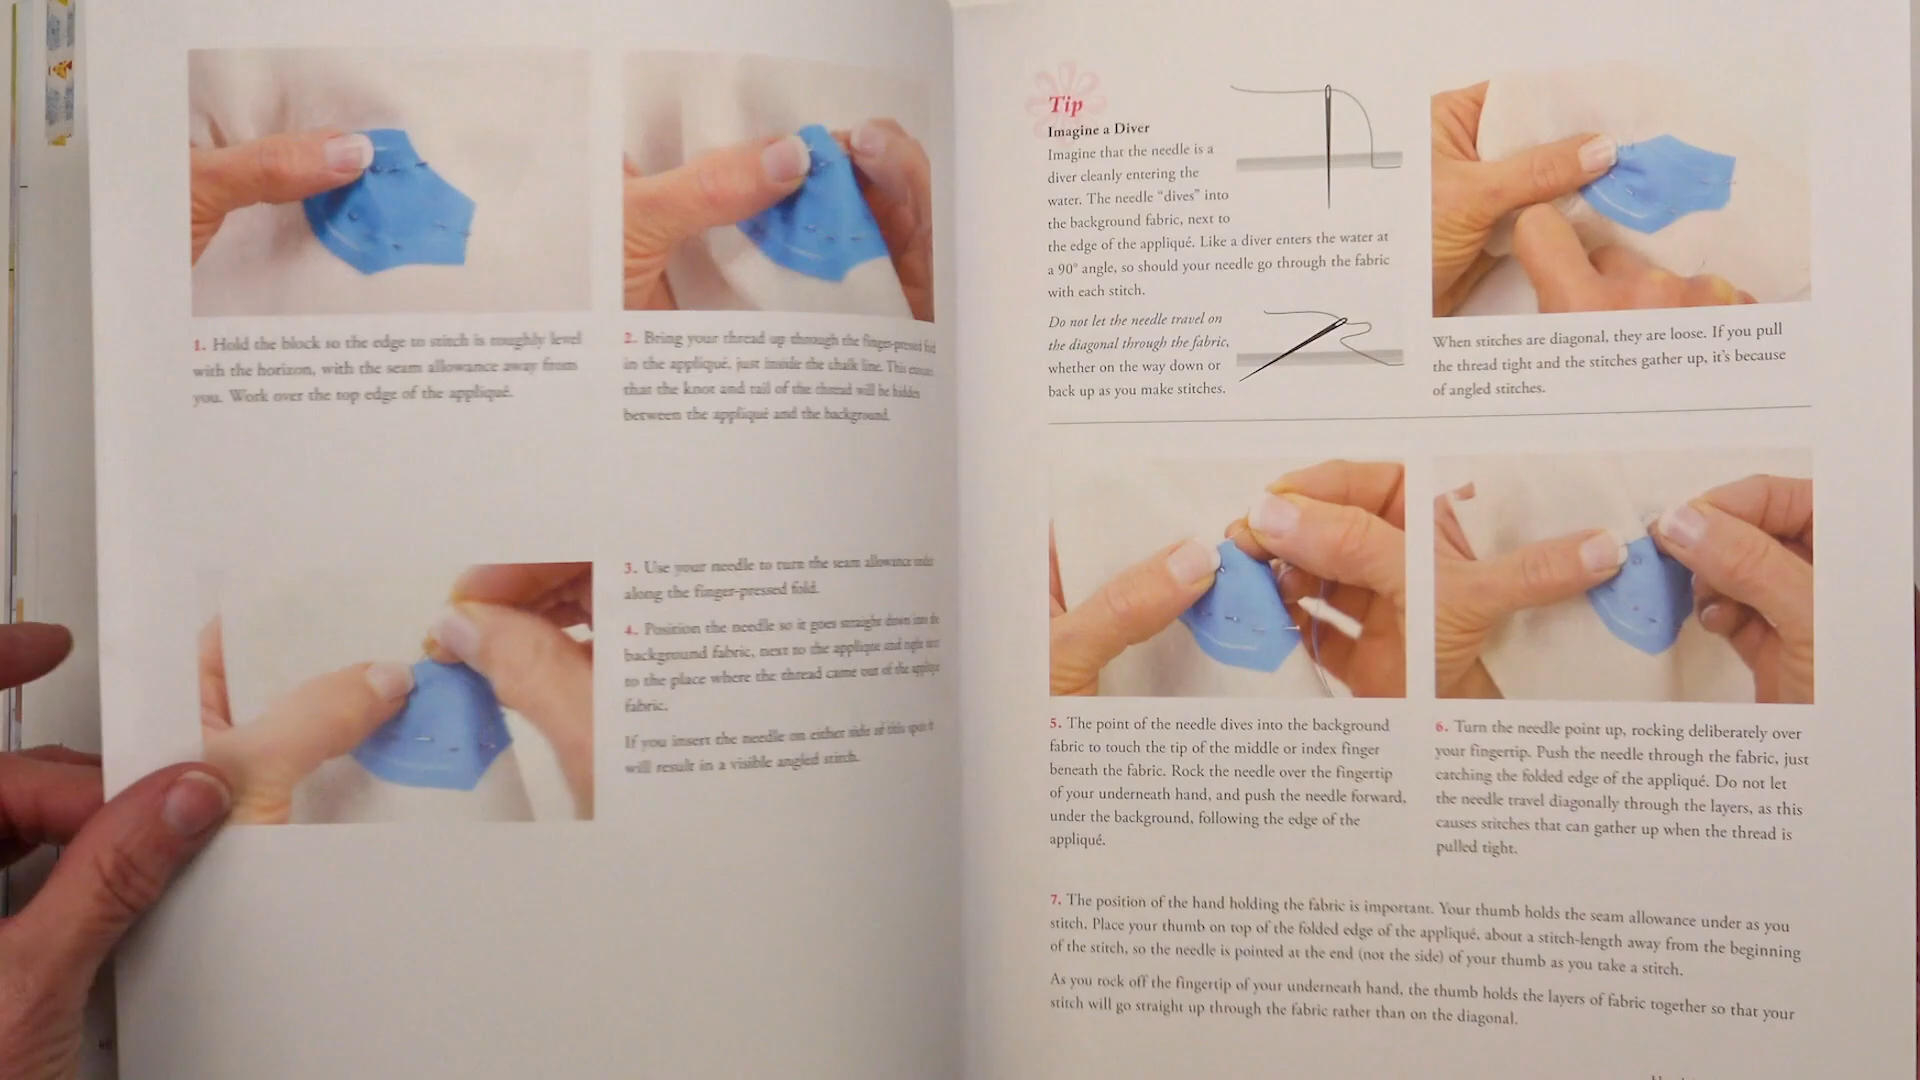 1. Hold the block so the edge to stitch is roughly level
with the horizon, with the seam allowance away from
you. Work over the top edge of the appliqué.
2. Bring your thread up through the finger-pressed fold
in the appliqué, just inside the chalk line. This ensures
that the knot and tail of the thread will be hidden
between the appliqué and the background.
3. Use your needle to turn the seam allowance under
along the finger-pressed fold.
4. Position the needle so it goes straight down into the
background fabric, next to the appliqué and right next
to the place where the thread came out of the appliqué
fabric.
If you insert the needle on either side of this spot it
will result in a visible angled stitch.
Tip
Imagine a Diver
Imagine that the needle is a
diver cleanly entering the
water. The needle “dives” into
the background fabric, next to
the edge of the appliqué. Like a diver enters the water at
a 90° angle, so should your needle go through the fabric
with each stitch.
Do not let the needle travel on
the diagonal through the fabric,
whether on the way down or
back up as you make stitches.
When stitches are diagonal, they are loose. If you pull
the thread tight and the stitches gather up, it’s because
of angled stitches.
5. The point of the needle dives into the background
fabric to touch the tip of the middle or index finger
beneath the fabric. Rock the needle over the fingertip
of your underneath hand, and push the needle forward,
under the background, following the edge of the
appliqué.
6. Turn the needle point up, rocking deliberately over
your fingertip. Push the needle through the fabric, just
catching the folded edge of the appliqué. Do not let
the needle travel diagonally through the layers, as this
causes stitches that can gather up when the thread is
pulled tight.
7. The position of the hand holding the fabric is important. Your thumb holds the seam allowance under as you
stitch. Place your thumb on top of the folded edge of the appliqué, about a stitch-length away from the beginning
of the stitch, so the needle is pointed at the end (not the side) of your thumb as you take a stitch.
As you rock off the fingertip of your underneath hand, the thumb holds the layers of fabric together so that your
stitch will go straight up through the fabric rather than on the diagonal.